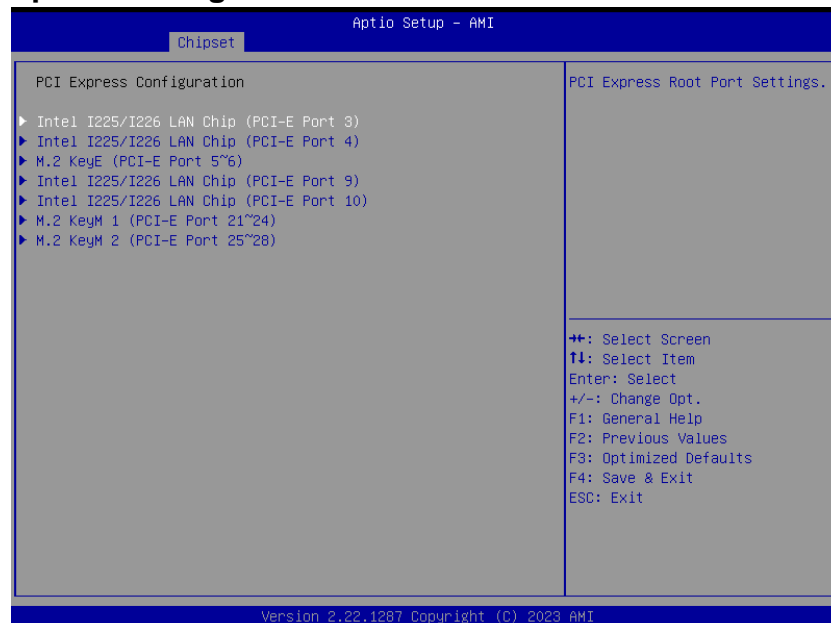 Aptio Setup – AMI
Chipset
PCI Express Configuration
PCI Express Root Port Settings.
▶ Intel I225/I226 LAN Chip (PCI-E Port 3)
▶ Intel I225/I226 LAN Chip (PCI-E Port 4)
▶ M.2 KeyE (PCI-E Port 5~6)
▶ Intel I225/I226 LAN Chip (PCI-E Port 9)
▶ Intel I225/I226 LAN Chip (PCI-E Port 10)
▶ M.2 KeyM 1 (PCI-E Port 21~24)
▶ M.2 KeyM 2 (PCI-E Port 25~28)
→←: Select Screen
↑↓: Select Item
Enter: Select
+/-: Change Opt.
F1: General Help
F2: Previous Values
F3: Optimized Defaults
F4: Save & Exit
ESC: Exit
Version 2.22.1287 Copyright (C) 2023 AMI